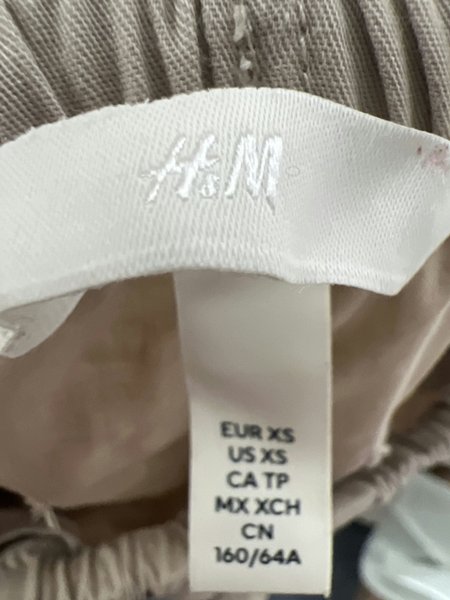 H&M
EUR XS
US XS
CA TP
MX XCH
CN
160/64A